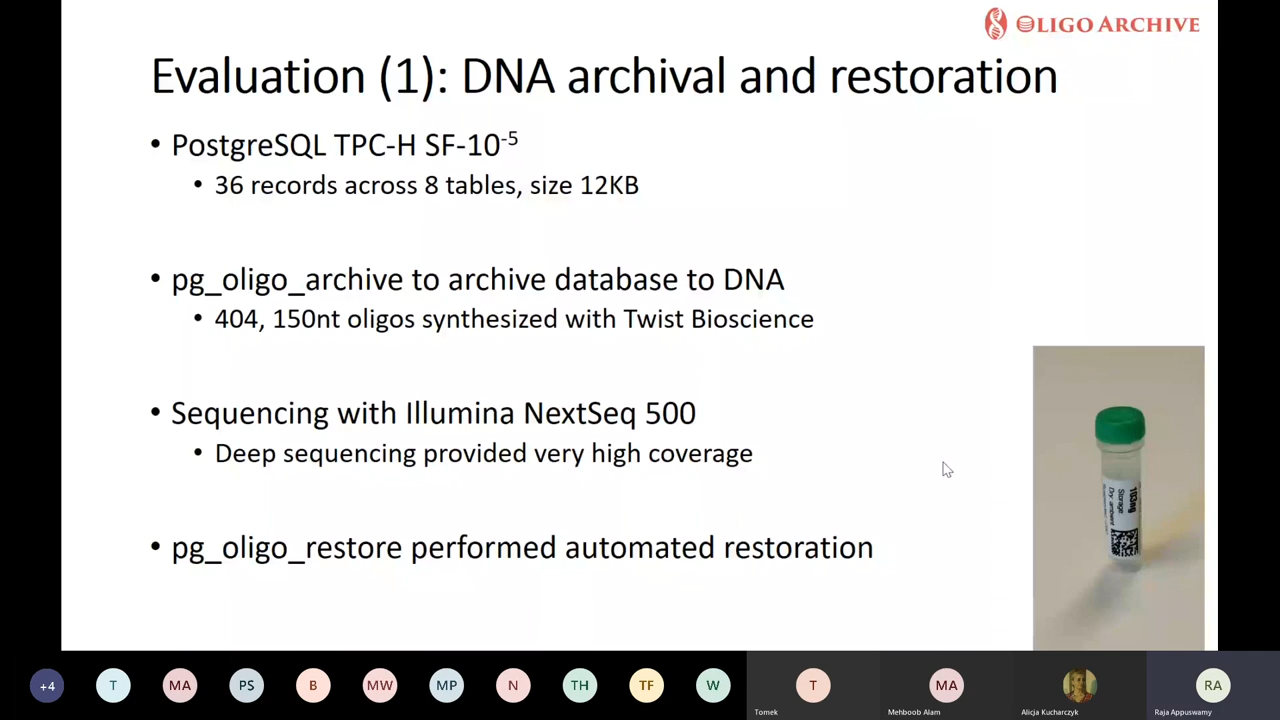 OLIGO ARCHIVE
Evaluation (1): DNA archival and restoration
• PostgreSQL TPC-H SF-10⁻⁵
• 36 records across 8 tables, size 12KB
• pg_oligo_archive to archive database to DNA
• 404, 150nt oligos synthesized with Twist Bioscience
• Sequencing with Illumina NextSeq 500
• Deep sequencing provided very high coverage
• pg_oligo_restore performed automated restoration
Storage
+4 T MA PS B MW MP N TH TF W T MA RA
Tomek Mehboob Alam Alicja Kucharczyk Raja Appuswamy